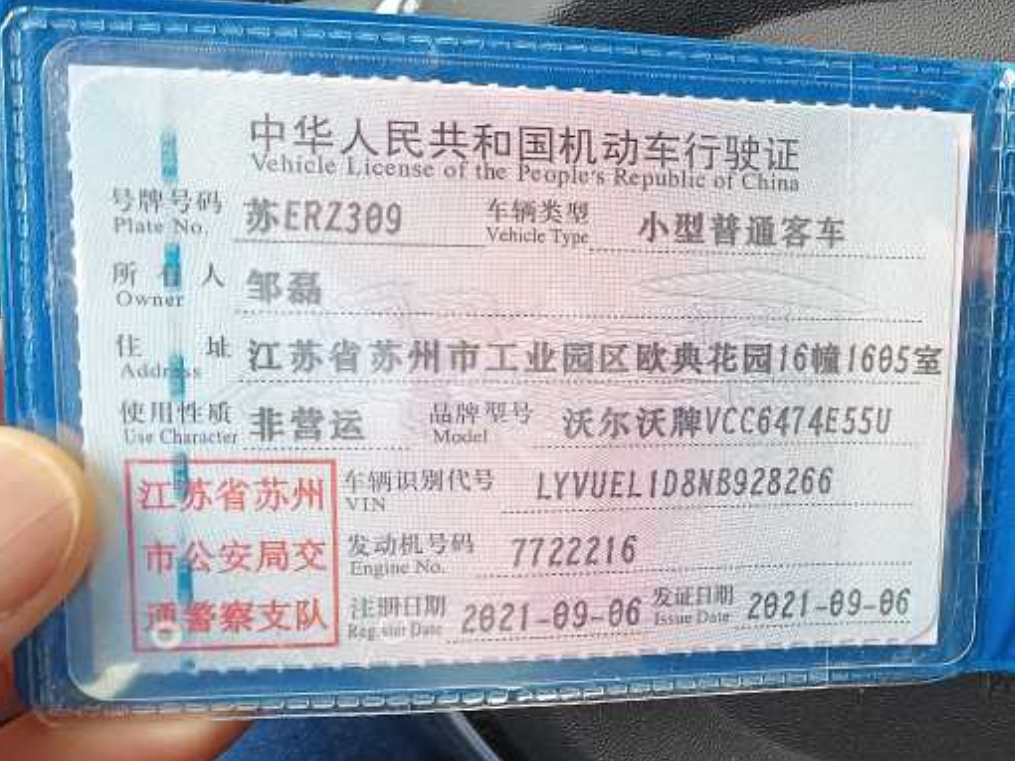 中华人民共和国机动车行驶证
Vehicle License of the People's Republic of China
号牌号码 苏ERZ309 车辆类型 小型普通客车
Plate No. Vehicle Type
所有人 邹磊
Owner
住址 江苏省苏州市工业园区欧典花园16幢1605室
Address
使用性质 非营运 品牌型号 沃尔沃牌VCC6474E55U
Use Character Model
江苏省苏州 车辆识别代号 LYVUEL1D8NB928266
VIN
市公安局交 发动机号码 7722216
Engine No.
通警察支队 注册日期 2021-09-06 发证日期 2021-09-06
Register Date Issue Date